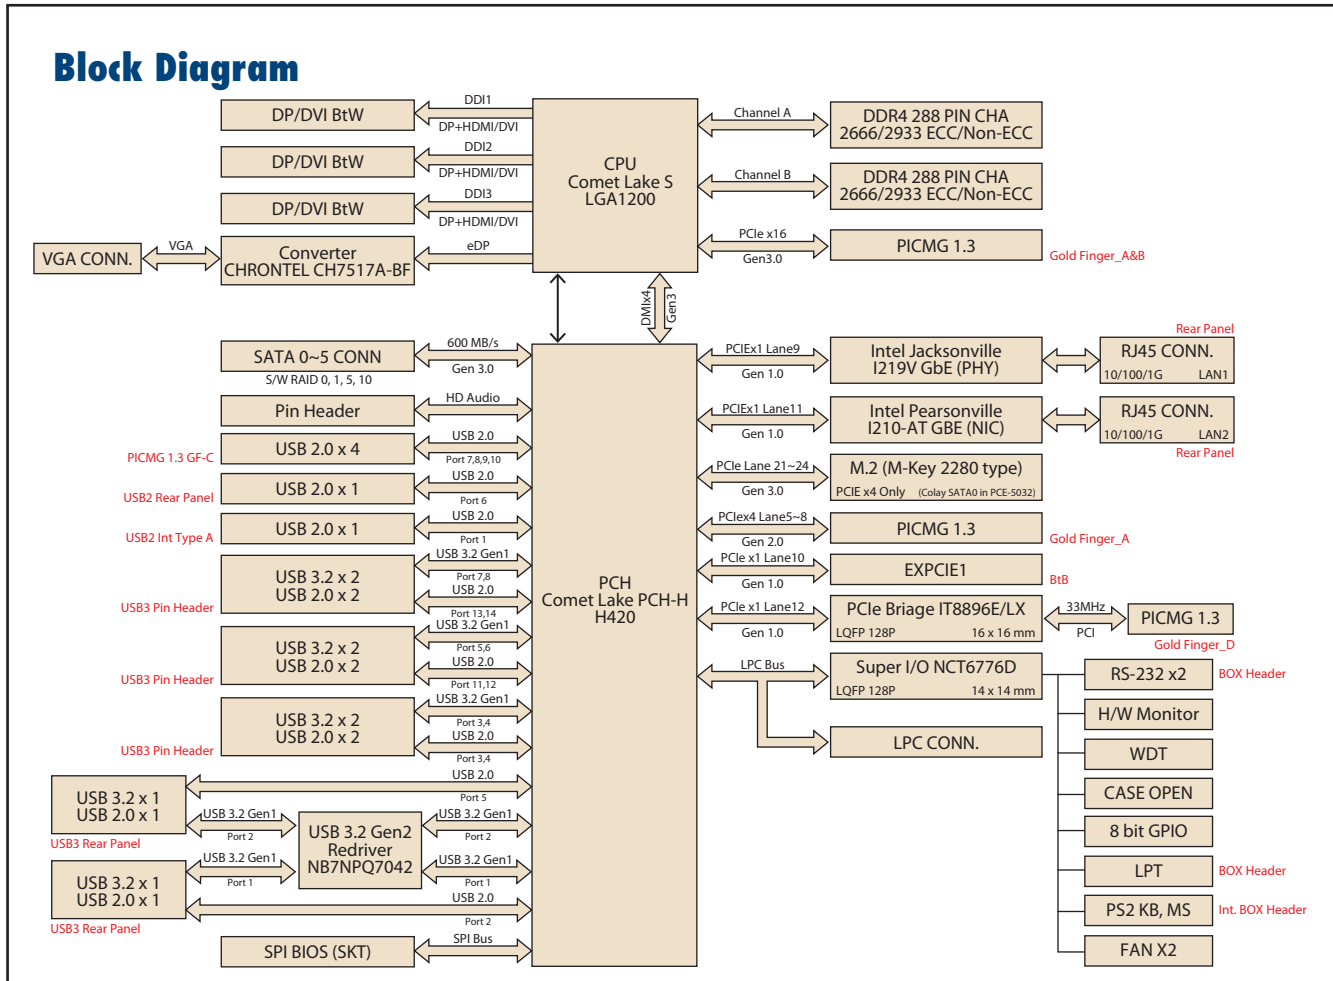 Block Diagram
DP/DVI BtW
DDI1
DP+HDMI/DVI
DP/DVI BtW
DDI2
DP+HDMI/DVI
DP/DVI BtW
DDI3
DP+HDMI/DVI
VGA CONN.
VGA
Converter
CHRONTEL CH7517A-BF
eDP
CPU
Comet Lake S
LGA1200
Channel A
DDR4 288 PIN CHA
2666/2933 ECC/Non-ECC
Channel B
DDR4 288 PIN CHA
2666/2933 ECC/Non-ECC
PCIe x16
Gen3.0
PICMG 1.3
Gold Finger_A&B
DMIx4
Gen3
SATA 0~5 CONN
S/W RAID 0, 1, 5, 10
600 MB/s
Gen 3.0
Pin Header
HD Audio
PICMG 1.3 GF-C
USB 2.0 x 4
USB 2.0
Port 7,8,9,10
USB2 Rear Panel
USB 2.0 x 1
USB 2.0
Port 6
USB2 Int Type A
USB 2.0 x 1
USB 2.0
Port 1
USB3 Pin Header
USB 3.2 x 2
USB 2.0 x 2
USB 3.2 Gen1
Port 7,8
USB 2.0
Port 13,14
USB3 Pin Header
USB 3.2 x 2
USB 2.0 x 2
USB 3.2 Gen1
Port 5,6
USB 2.0
Port 11,12
USB3 Pin Header
USB 3.2 x 2
USB 2.0 x 2
USB 3.2 Gen1
Port 3,4
USB 2.0
Port 3,4
USB 3.2 x 1
USB 2.0 x 1
USB3 Rear Panel
USB 2.0
Port 5
USB 3.2 Gen1
Port 2
USB 3.2 Gen2
Redriver
NB7NPQ7042
USB 3.2 Gen1
Port 2
USB 3.2 x 1
USB 2.0 x 1
USB3 Rear Panel
USB 3.2 Gen1
Port 1
USB 3.2 Gen1
Port 1
USB 2.0
Port 2
SPI BIOS (SKT)
SPI Bus
PCH
Comet Lake PCH-H
H420
PCIEx1 Lane9
Gen 1.0
Intel Jacksonville
I219V GbE (PHY)
Rear Panel
RJ45 CONN.
10/100/1G LAN1
PCIEx1 Lane11
Gen 1.0
Intel Pearsonville
I210-AT GBE (NIC)
RJ45 CONN.
10/100/1G LAN2
Rear Panel
PCIe Lane 21~24
Gen 3.0
M.2 (M-Key 2280 type)
PCIE x4 Only (Colay SATA0 in PCE-5032)
PCIex4 Lane5~8
Gen 2.0
PICMG 1.3
Gold Finger_A
PCIe x1 Lane10
Gen 1.0
EXPCIE1
BtB
PCIe x1 Lane12
Gen 1.0
PCIe Briage IT8896E/LX
LQFP 128P 16 x 16 mm
33MHz
PCI
PICMG 1.3
Gold Finger_D
LPC Bus
Super I/O NCT6776D
LQFP 128P 14 x 14 mm
LPC CONN.
RS-232 x2
BOX Header
H/W Monitor
WDT
CASE OPEN
8 bit GPIO
LPT
BOX Header
PS2 KB, MS
Int. BOX Header
FAN X2